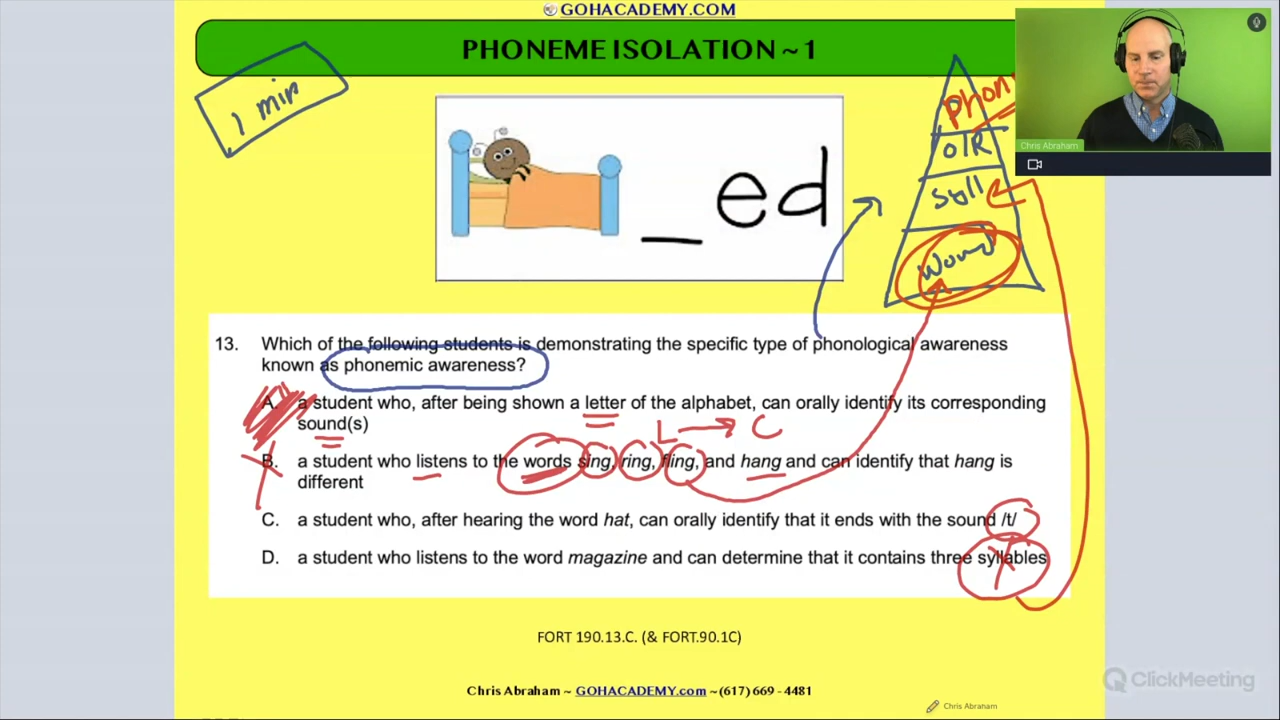 GOHACADEMY.COM
PHONEME ISOLATION ~ 1
1 min
_ ed
phon
O/R
Syll
Word
Chris Abraham
13. Which of the following students is demonstrating the specific type of phonological awareness
known as phonemic awareness?
A. a student who, after being shown a letter of the alphabet, can orally identify its corresponding
sound(s)
L → C
B. a student who listens to the words sing, ring, fling, and hang and can identify that hang is
different
C. a student who, after hearing the word hat, can orally identify that it ends with the sound /t/
D. a student who listens to the word magazine and can determine that it contains three syllables
FORT 190.13.C. (& FORT.90.1C)
Chris Abraham ~ GOHACADEMY.com ~(617) 669 - 4481
ClickMeeting
Chris Abraham